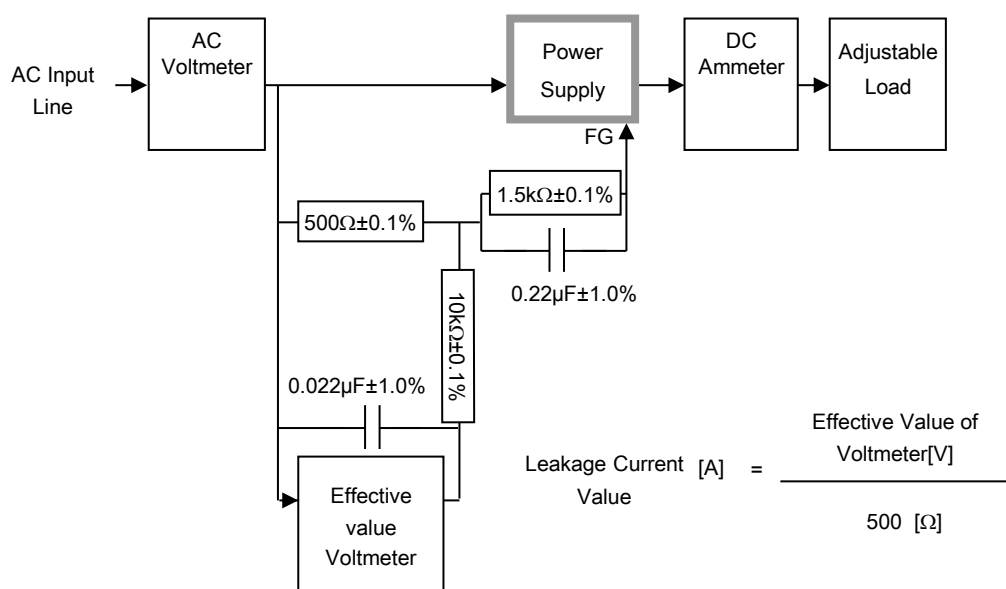 AC
Voltmeter
Power
Supply
DC
Ammeter
Adjustable
Load
AC Input
Line
FG
1.5kΩ±0.1%
500Ω±0.1%
0.22µF±1.0%
10kΩ±0.1%
0.022µF±1.0%
Effective
value
Voltmeter
Leakage Current [A] =
Value
Effective Value of
Voltmeter[V]
500 [Ω]